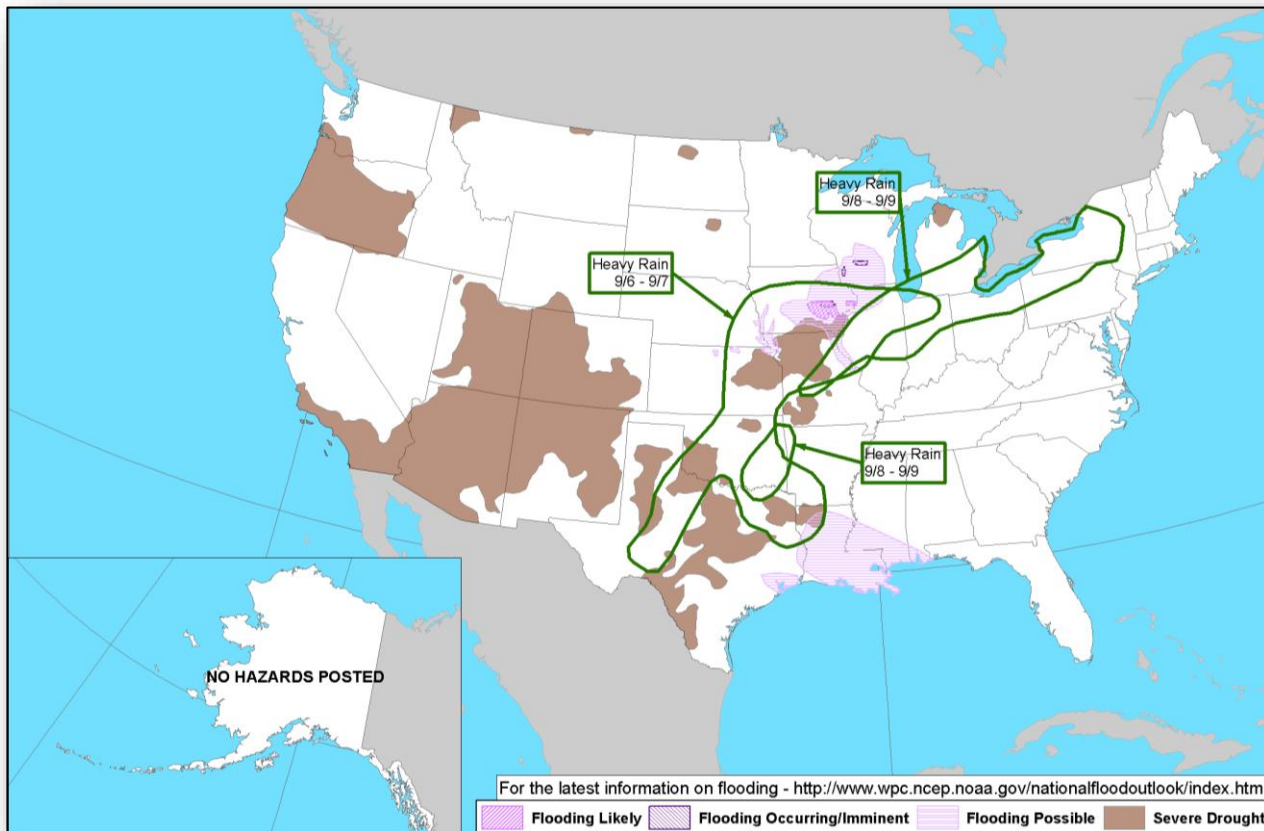 Heavy Rain
9/8 - 9/9
Heavy Rain
9/6 - 9/7
Heavy Rain
9/8 - 9/9
NO HAZARDS POSTED
For the latest information on flooding - http://www.wpc.ncep.noaa.gov/nationalfloodoutlook/index.htm
Flooding Likely Flooding Occurring/Imminent Flooding Possible Severe Drought